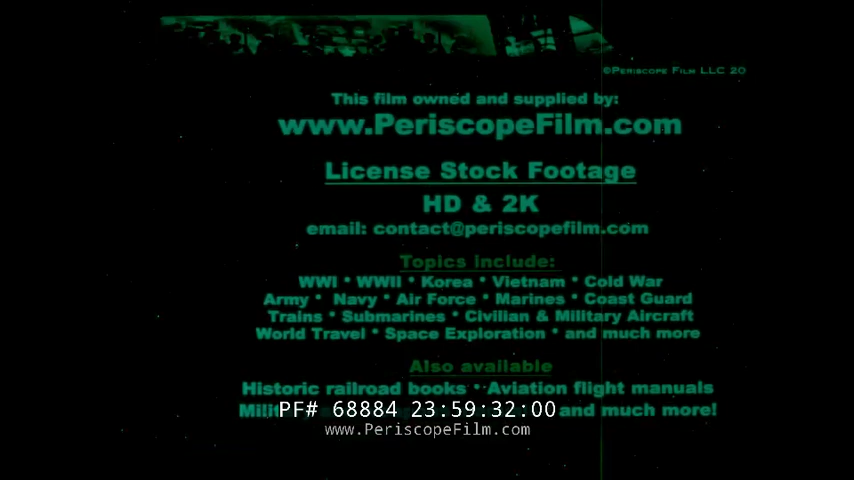 ©Periscope Film LLC 20
This film owned and supplied by:
www.PeriscopeFilm.com
License Stock Footage
HD & 2K
email: contact@periscopefilm.com
Topics include:
WWI * WWII * Korea * Vietnam * Cold War
Army * Navy * Air Force * Marines * Coast Guard
Trains * Submarines * Civilian & Military Aircraft
World Travel * Space Exploration * and much more
Also available
Historic railroad books * Aviation flight manuals
and much more!
PF# 68884 23:59:32:00
www.PeriscopeFilm.com